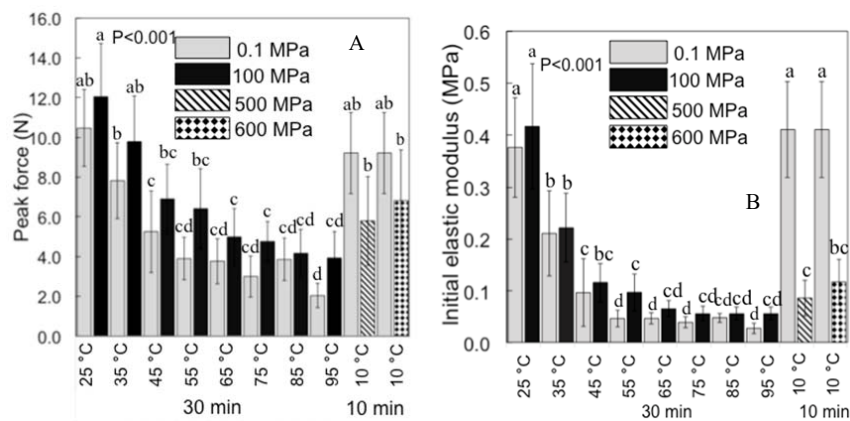 16.0
14.0
12.0
10.0
8.0
6.0
4.0
2.0
0.0
Peak force (N)
P<0.001
A
0.1 MPa
100 MPa
500 MPa
600 MPa
ab
a
b
ab
c
bc
cd
bc
cd
c
cd
cd
cd
cd
d
cd
ab
bc
ab
ab
25 °C
35 °C
45 °C
55 °C
65 °C
75 °C
85 °C
95 °C
10 °C
10 °C
30 min
10 min
0.6
0.5
0.4
0.3
0.2
0.1
0.0
Initial elastic modulus (MPa)
P<0.001
B
0.1 MPa
100 MPa
500 MPa
600 MPa
a
a
b
b
cd
bc
d
c
d
cd
d
cd
cd
cd
d
cd
a
c
a
bc
25 °C
35 °C
45 °C
55 °C
65 °C
75 °C
85 °C
95 °C
10 °C
10 °C
30 min
10 min